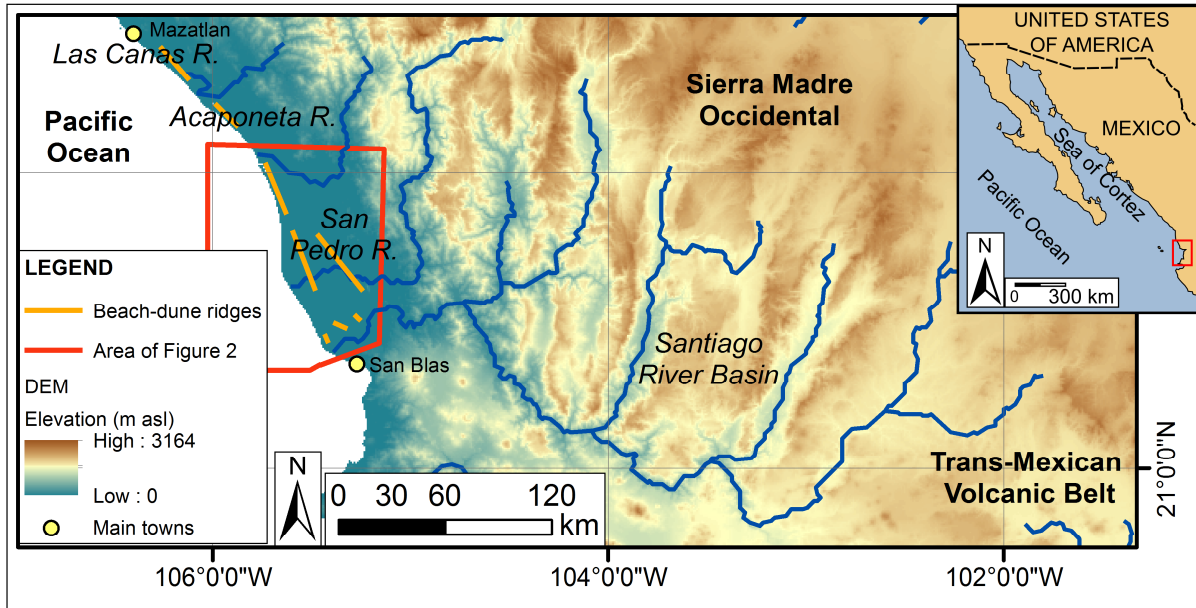 Mazatlan
Las Canas R.
Acaponeta R.
Pacific
Ocean
Sierra Madre
Occidental
San
Pedro R.
San Blas
Santiago
River Basin
Trans-Mexican
Volcanic Belt
LEGEND
Beach-dune ridges
Area of Figure 2
DEM
Elevation (m asl)
High : 3164
Low : 0
Main towns
N
0 30 60 120
km
UNITED STATES
OF AMERICA
MEXICO
Sea of Cortez
Pacific Ocean
N
0 300 km
21°0'0"N
106°0'0"W
104°0'0"W
102°0'0"W